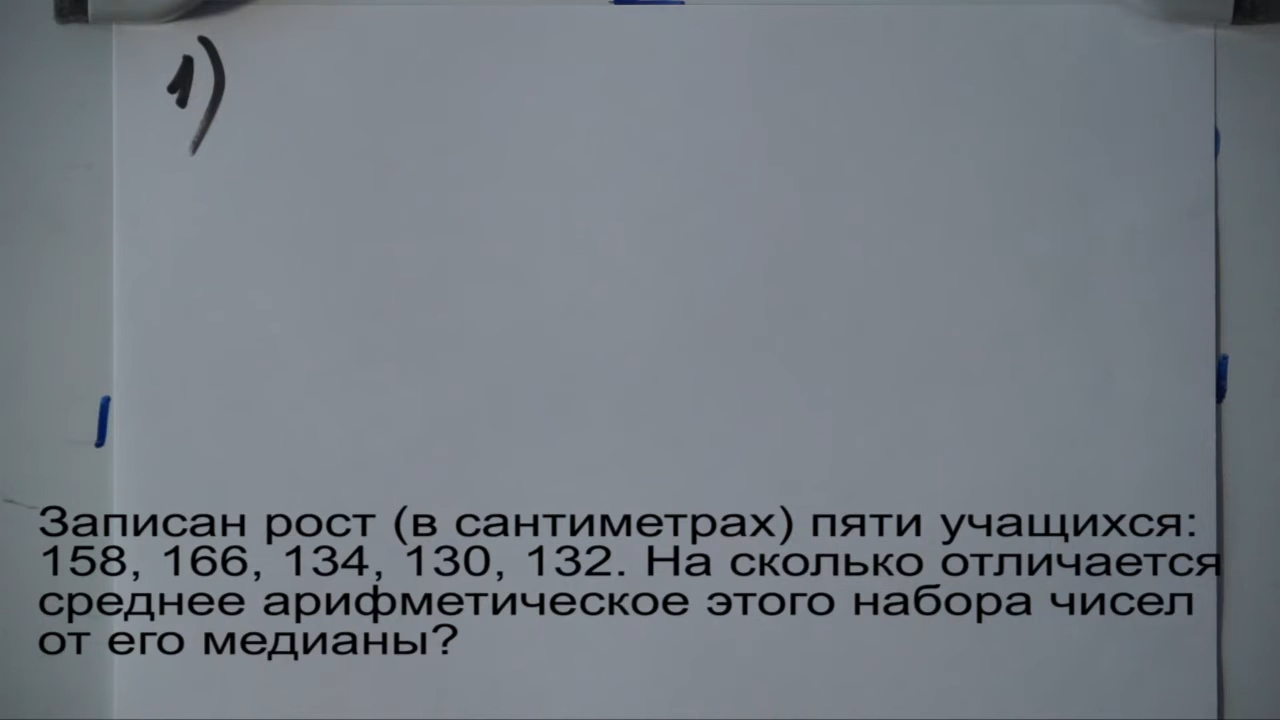 1)
Записан рост (в сантиметрах) пяти учащихся:
158, 166, 134, 130, 132. На сколько отличается
среднее арифметическое этого набора чисел
от его медианы?